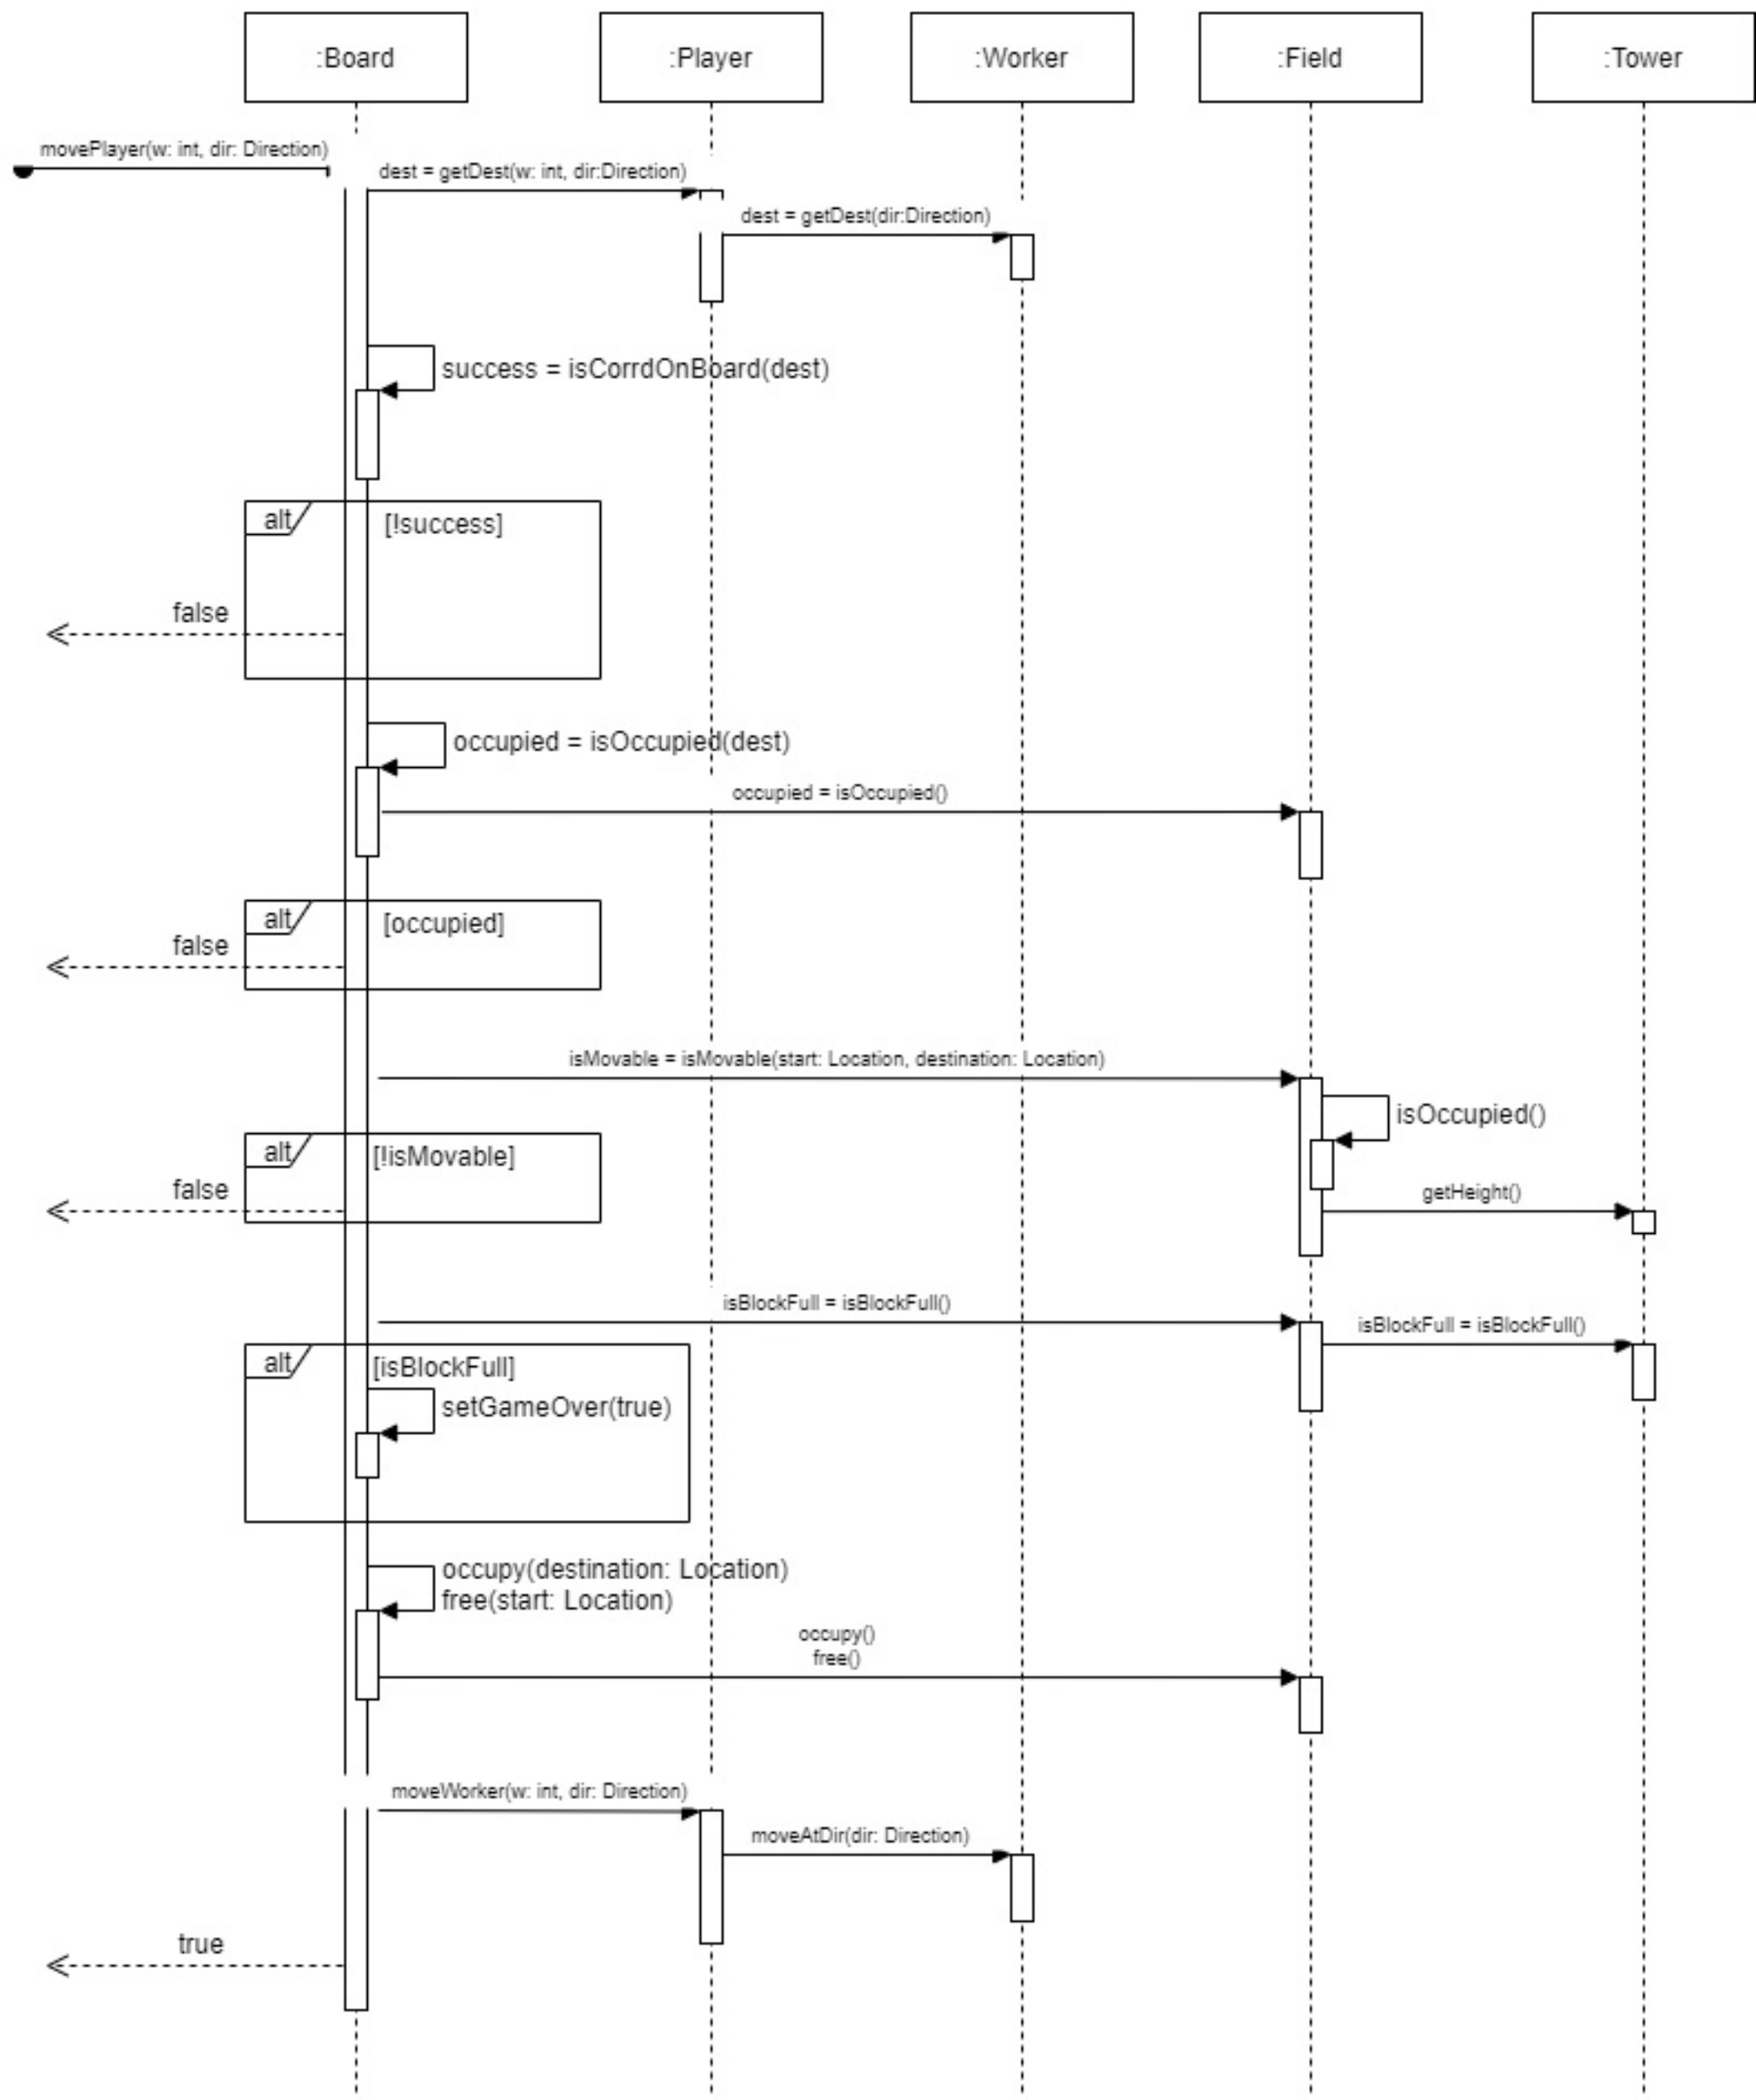 :Board
:Player
:Worker
:Field
:Tower
movePlayer(w: int, dir: Direction)
dest = getDest(w: int, dir:Direction)
dest = getDest(dir:Direction)
success = isCorrdOnBoard(dest)
alt
[!success]
false
occupied = isOccupied(dest)
occupied = isOccupied()
alt
[occupied]
false
isMovable = isMovable(start: Location, destination: Location)
isOccupied()
alt
[!isMovable]
false
getHeight()
isBlockFull = isBlockFull()
isBlockFull = isBlockFull()
alt
[isBlockFull]
setGameOver(true)
occupy(destination: Location)
free(start: Location)
occupy()
free()
moveWorker(w: int, dir: Direction)
moveAtDir(dir: Direction)
true